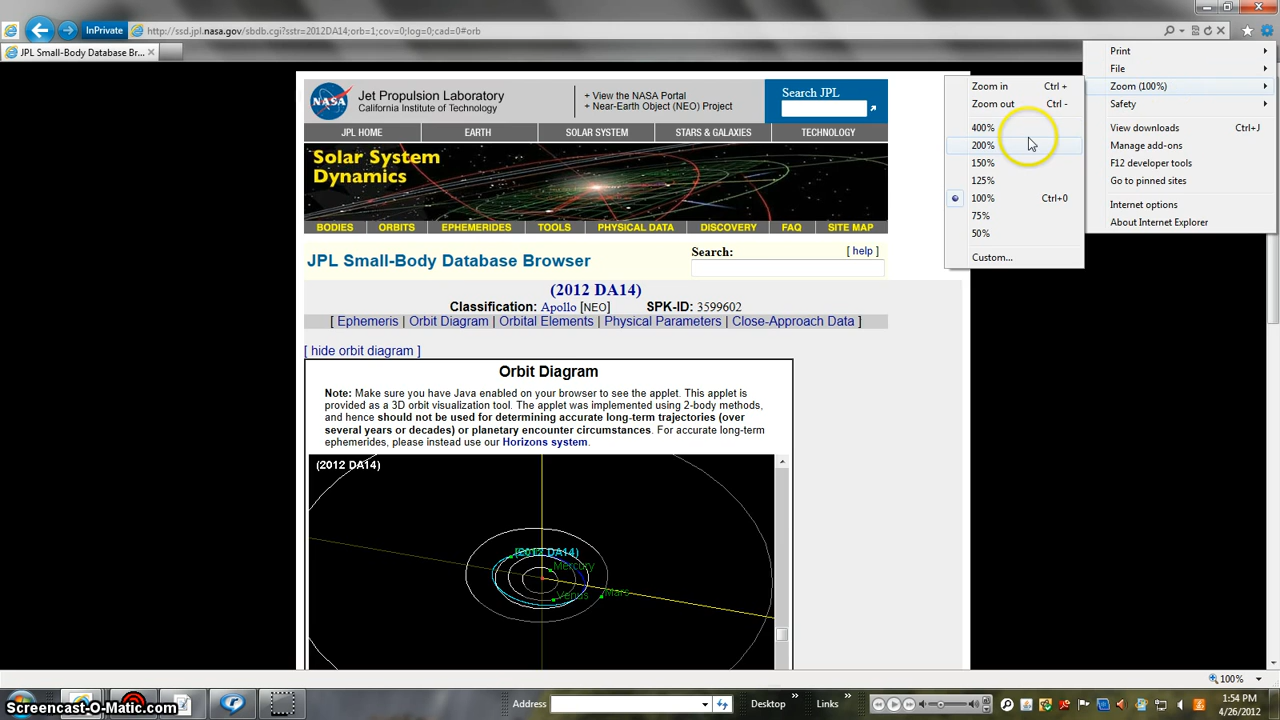 InPrivate
http://ssd.jpl.nasa.gov/sbdb.cgi?sstr=2012DA14;orb=1;cov=0;log=0;cad=0#orb
JPL Small-Body Database Br...
Print
File
Zoom (100%)
Safety
View downloads Ctrl+J
Manage add-ons
F12 developer tools
Go to pinned sites
Internet options
About Internet Explorer
Zoom in Ctrl +
Zoom out Ctrl -
400%
200%
150%
125%
100% Ctrl+0
75%
50%
Custom...
NASA
Jet Propulsion Laboratory
California Institute of Technology
+ View the NASA Portal
+ Near-Earth Object (NEO) Project
Search JPL
JPL HOME EARTH SOLAR SYSTEM STARS & GALAXIES TECHNOLOGY
Solar System
Dynamics
BODIES ORBITS EPHEMERIDES TOOLS PHYSICAL DATA DISCOVERY FAQ SITE MAP
JPL Small-Body Database Browser
Search: [ help ]
(2012 DA14)
Classification: Apollo [NEO] SPK-ID: 3599602
[ Ephemeris | Orbit Diagram | Orbital Elements | Physical Parameters | Close-Approach Data ]
[ hide orbit diagram ]
Orbit Diagram
Note: Make sure you have Java enabled on your browser to see the applet. This applet is
provided as a 3D orbit visualization tool. The applet was implemented using 2-body methods,
and hence should not be used for determining accurate long-term trajectories (over
several years or decades) or planetary encounter circumstances. For accurate long-term
ephemerides, please instead use our Horizons system.
(2012 DA14)
(2012 DA14)
Mercury
Venus
Mars
100%
Screencast-O-Matic.com
Address
Desktop
Links
1:54 PM
4/26/2012